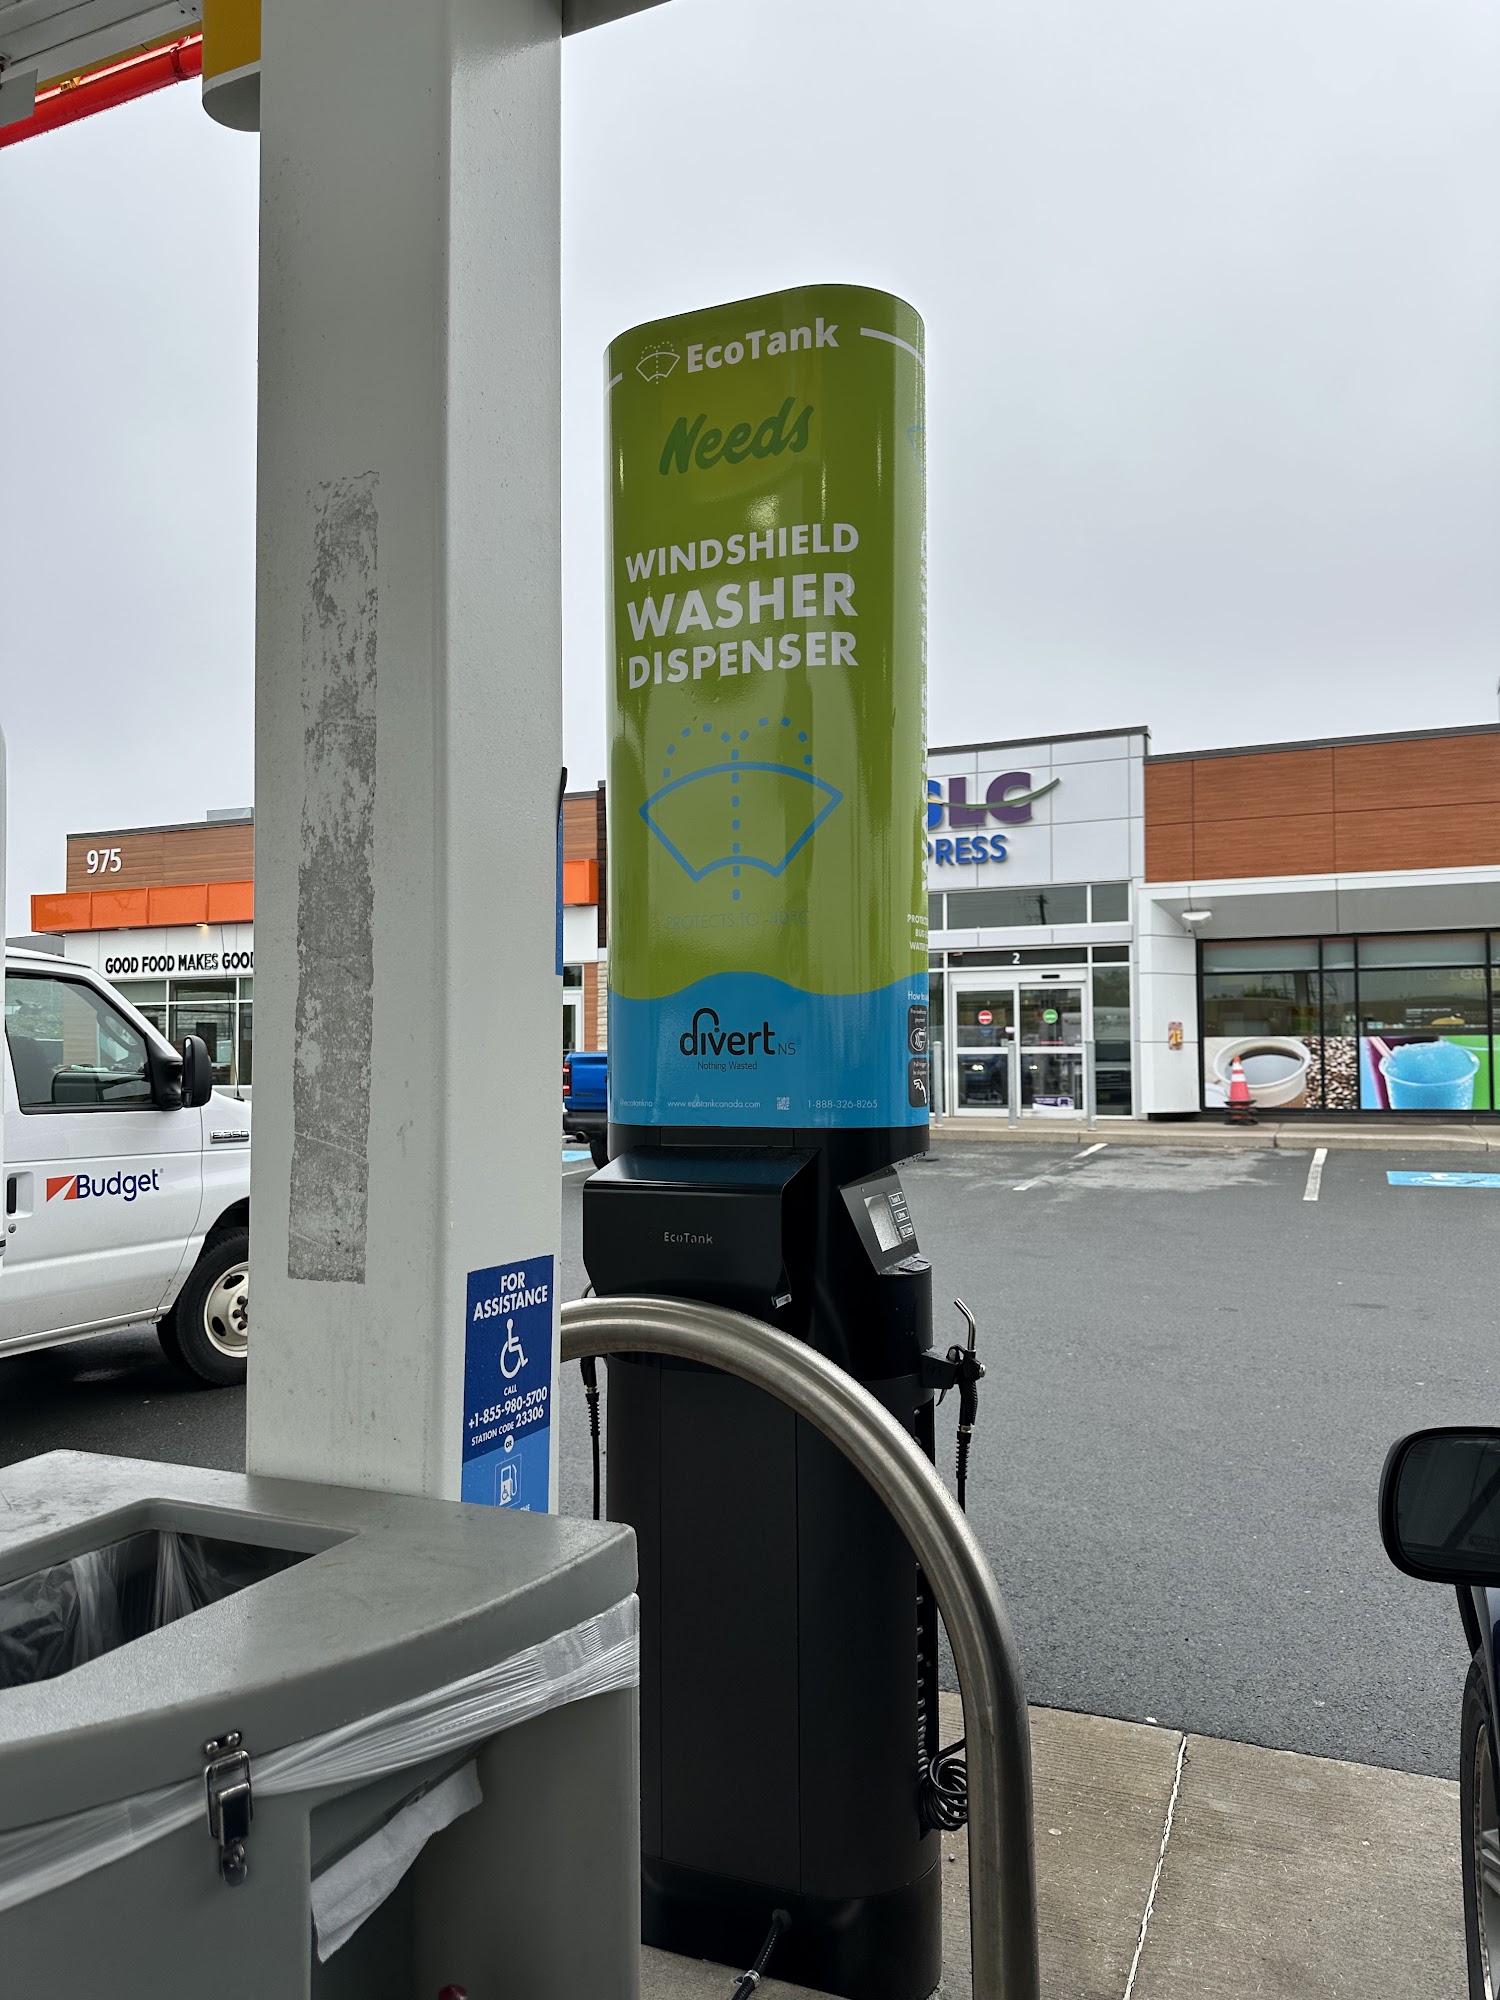 EcoTank
Needs
WINDSHIELD
WASHER
DISPENSER
PROTECTS TO -40°C
divert NS
Nothing Wasted
www.ecotankcanada.com
1-888-326-8265
EcoTank
975
GOOD FOOD MAKES GOOD
E350
Budget
FOR
ASSISTANCE
CALL
+1-855-980-5700
STATION CODE 23306
OR
SLC
PRESS
2